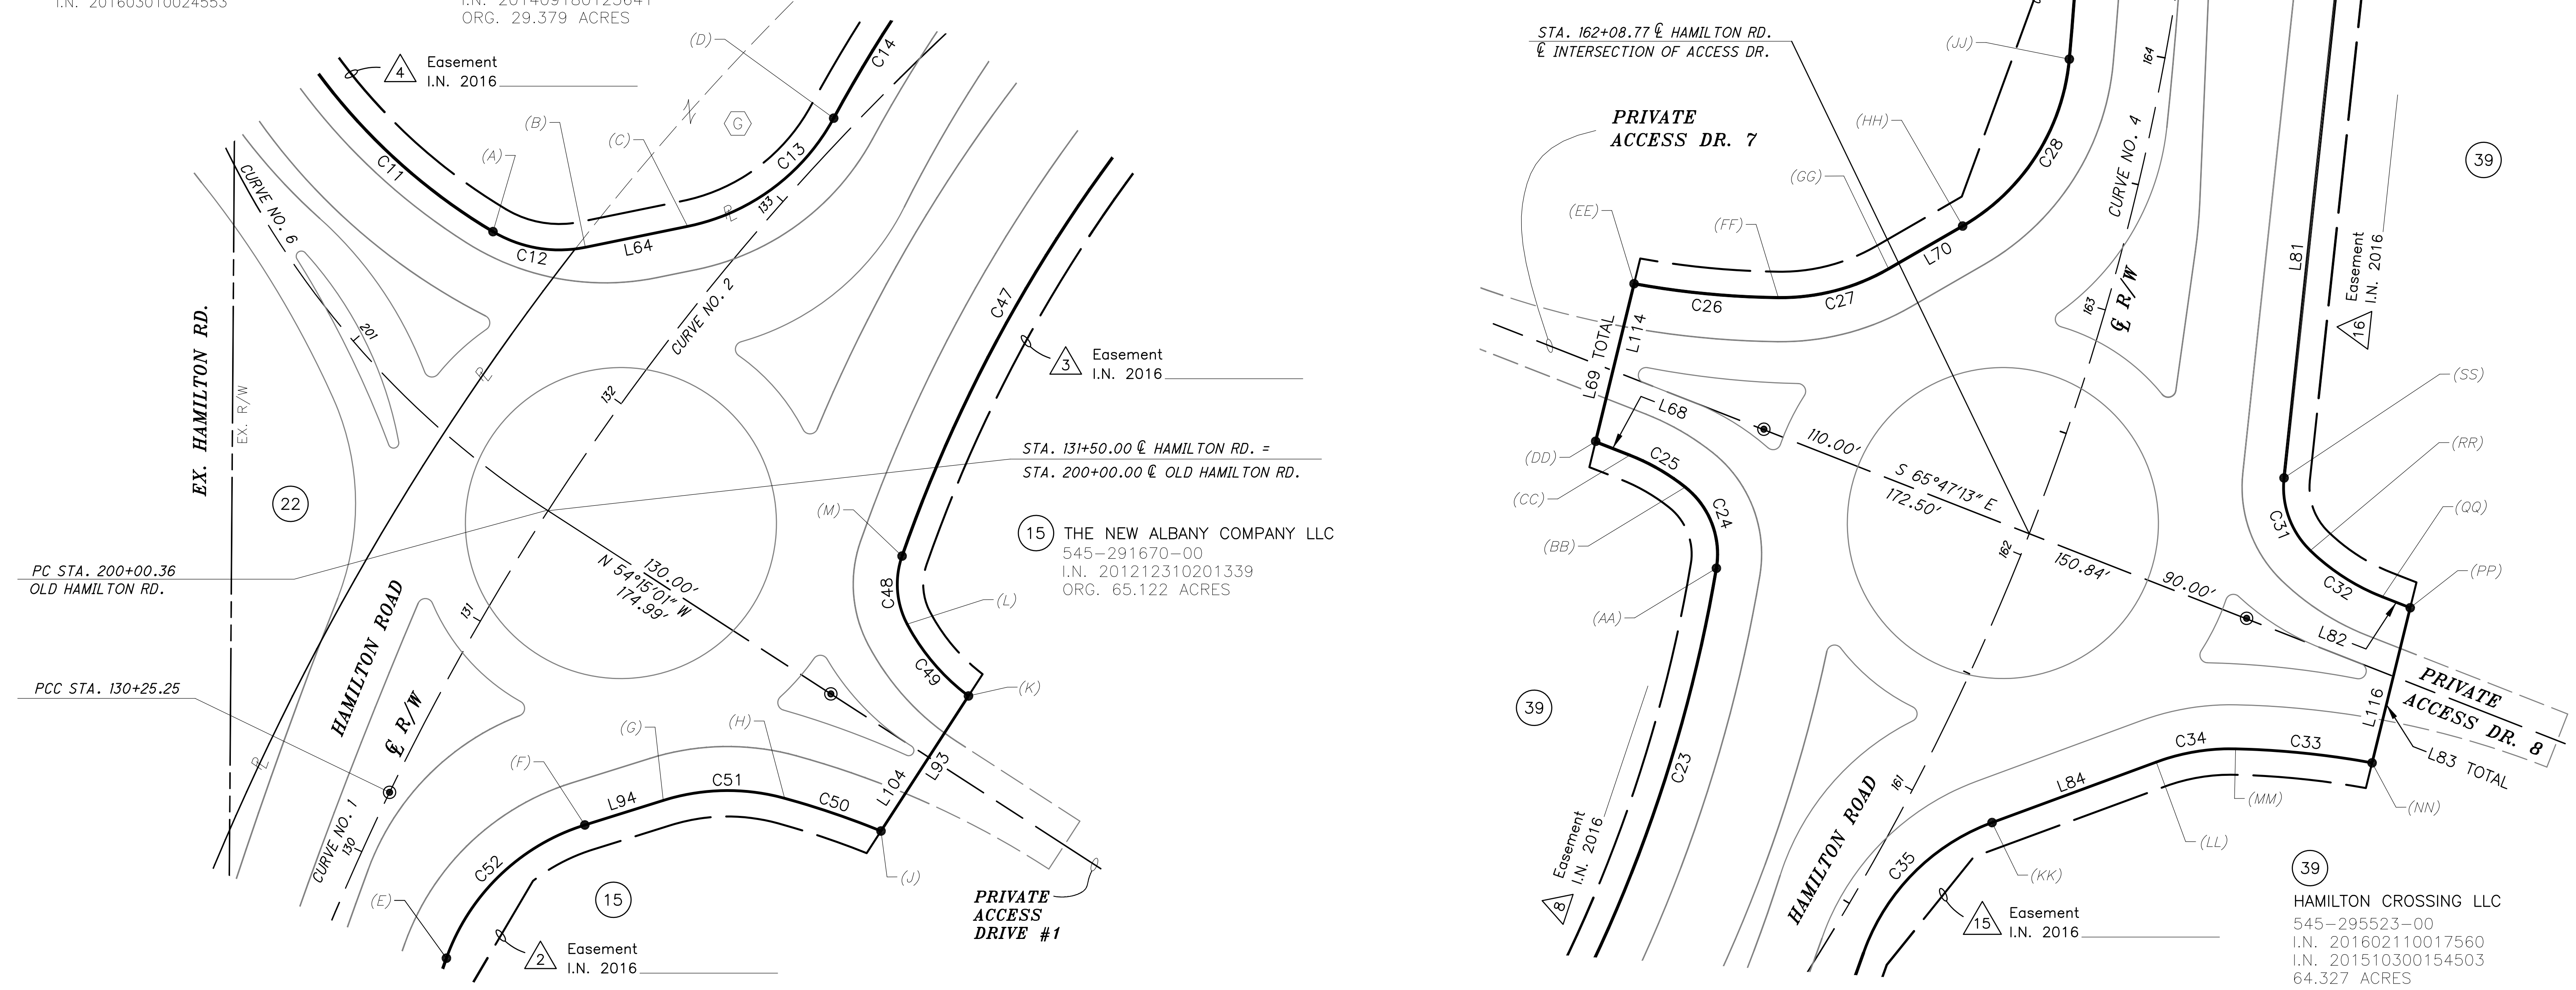 I.N. 201603010024553
I.N. 201409180123641
ORG. 29.379 ACRES
4
Easement
I.N. 2016
(D)
C14
G
(B)
(C)
(A)
C11
C12
L64
C13
133
CURVE NO. 6
201
CURVE NO. 2
132
C47
3
Easement
I.N. 2016
EX. HAMILTON RD.
EX. R/W
22
STA. 131+50.00 ℄ HAMILTON RD. =
STA. 200+00.00 ℄ OLD HAMILTON RD.
(M)
15
THE NEW ALBANY COMPANY LLC
545-291670-00
I.N. 201212310201339
ORG. 65.122 ACRES
PC STA. 200+00.36
OLD HAMILTON RD.
130.00'
N 54°15'01" W
174.99'
C48
(L)
131
HAMILTON ROAD
℄ R/W
C49
(K)
PCC STA. 130+25.25
(G)
(H)
(F)
C51
L94
C50
L104
L93
CURVE NO. 1
130
C52
(E)
(J)
15
2
Easement
I.N. 2016
PRIVATE
ACCESS
DRIVE #1
STA. 162+08.77 ℄ HAMILTON RD.
℄ INTERSECTION OF ACCESS DR.
(JJ)
164
PRIVATE
ACCESS DR. 7
(HH)
C28
CURVE NO. 4
39
(GG)
(EE)
(FF)
L70
C26
C27
L81
Easement
I.N. 2016
16
163
℄ R/W
L69 TOTAL
L114
L68
110.00'
S 65°47'13" E
172.50'
(DD)
C25
(CC)
C24
(BB)
(SS)
(RR)
(QQ)
C31
162
150.84'
90.00'
(PP)
C32
(AA)
L82
PRIVATE
ACCESS DR. 8
39
C34
C33
L116
L83 TOTAL
C23
L84
161
(MM)
(NN)
HAMILTON ROAD
(LL)
C35
(KK)
8
Easement
I.N. 2016
15
Easement
I.N. 2016
39
HAMILTON CROSSING LLC
545-295523-00
I.N. 201602110017560
I.N. 201510300154503
64.327 ACRES